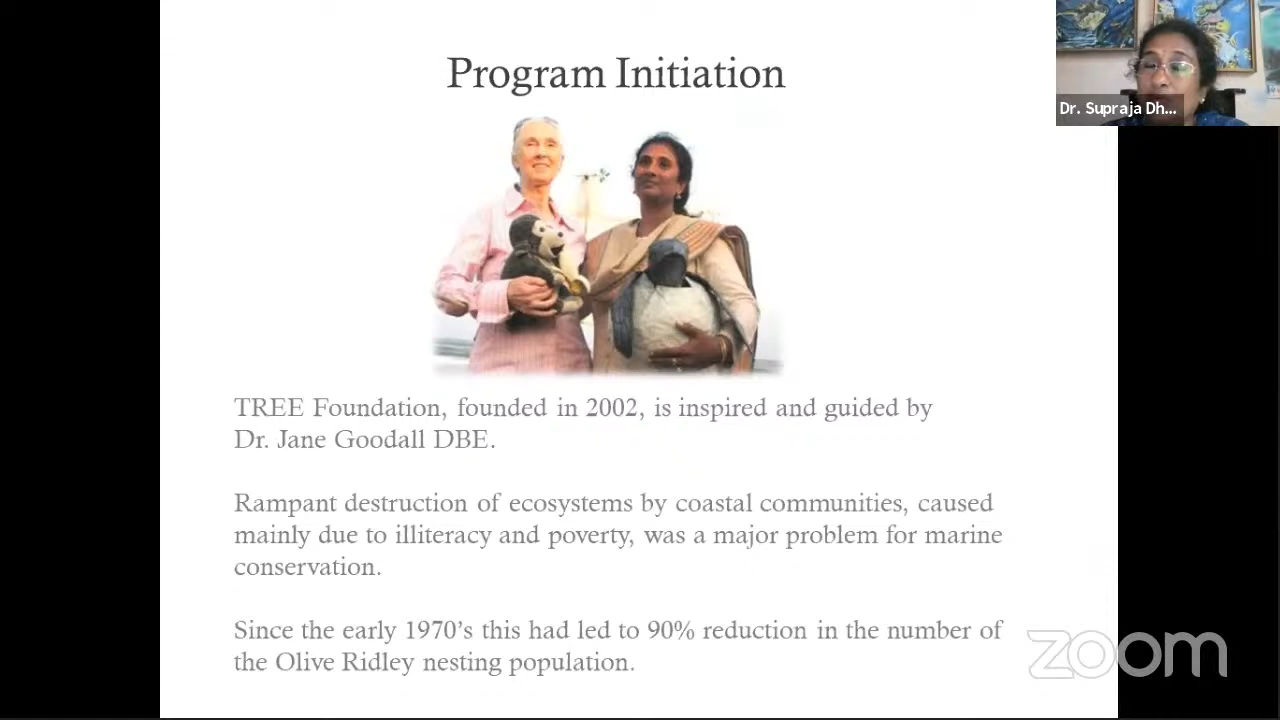 Program Initiation
Dr. Supraja Dh...
TREE Foundation, founded in 2002, is inspired and guided by
Dr. Jane Goodall DBE.
Rampant destruction of ecosystems by coastal communities, caused
mainly due to illiteracy and poverty, was a major problem for marine
conservation.
Since the early 1970’s this had led to 90% reduction in the number of
the Olive Ridley nesting population.
zoom